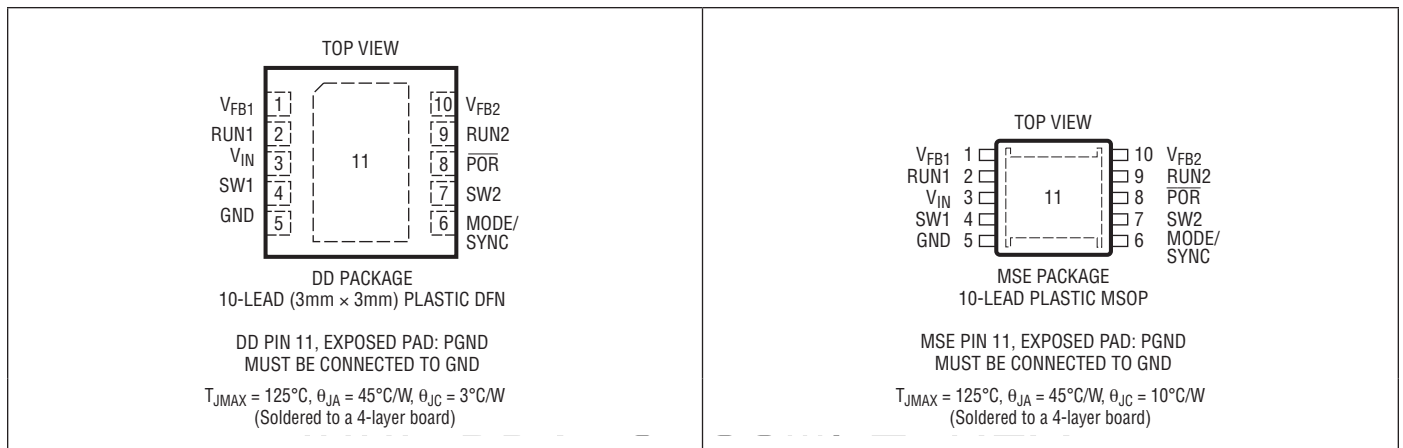 TOP VIEW
VFB1 1
RUN1 2
VIN 3
SW1 4
GND 5
11
10 VFB2
9 RUN2
8 POR
7 SW2
6 MODE/
SYNC
DD PACKAGE
10-LEAD (3mm × 3mm) PLASTIC DFN
DD PIN 11, EXPOSED PAD: PGND
MUST BE CONNECTED TO GND
TJMAX = 125°C, θJA = 45°C/W, θJC = 3°C/W
(Soldered to a 4-layer board)
TOP VIEW
VFB1 1
RUN1 2
VIN 3
SW1 4
GND 5
11
10 VFB2
9 RUN2
8 POR
7 SW2
6 MODE/
SYNC
MSE PACKAGE
10-LEAD PLASTIC MSOP
MSE PIN 11, EXPOSED PAD: PGND
MUST BE CONNECTED TO GND
TJMAX = 125°C, θJA = 45°C/W, θJC = 10°C/W
(Soldered to a 4-layer board)